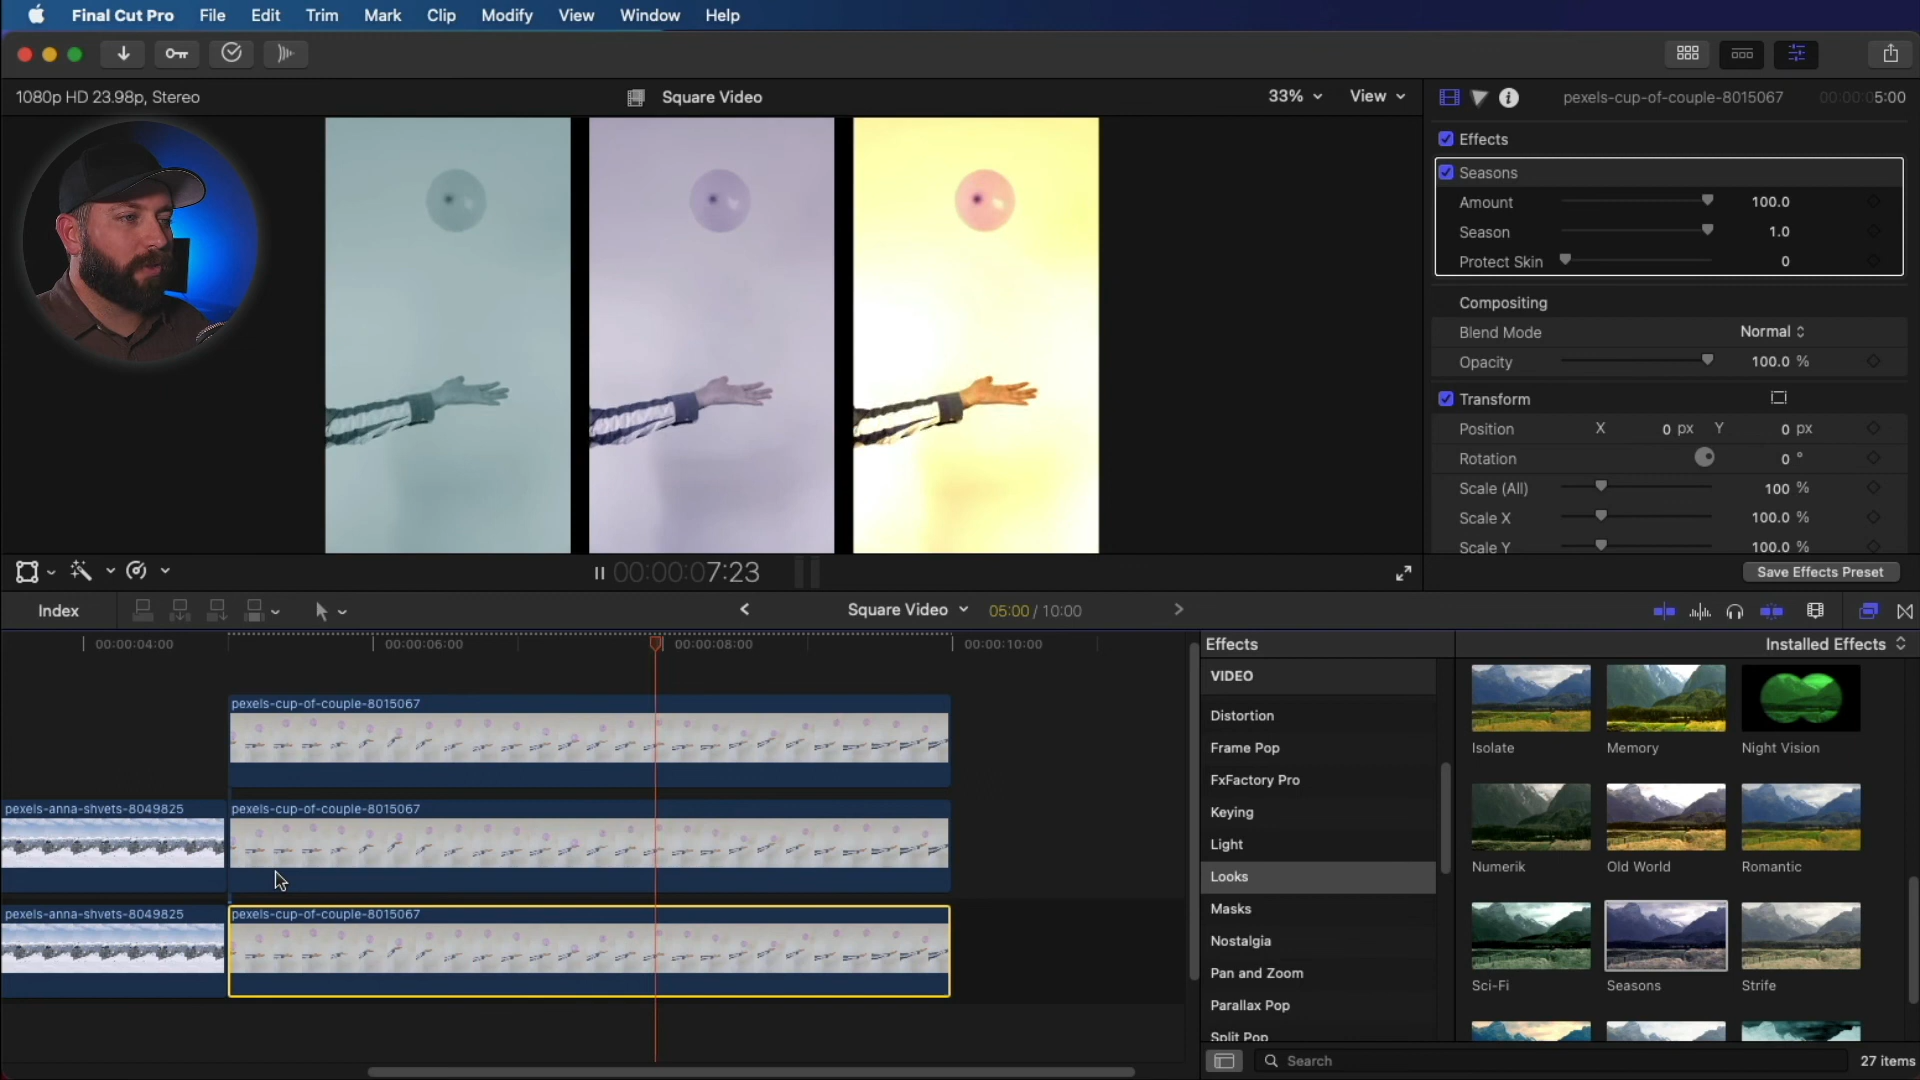 Final Cut Pro File Edit Trim Mark Clip Modify View Window Help
1080p HD 23.98p, Stereo
Square Video
33% View
pexels-cup-of-couple-8015067 00:00:05:00
Effects
Seasons
Amount 100.0
Season 1.0
Protect Skin 0
Compositing
Blend Mode Normal
Opacity 100.0 %
Transform
Position X 0 px Y 0 px
Rotation 0 °
Scale (All) 100 %
Scale X 100.0 %
Scale Y 100.0 %
00:00:07:23
Save Effects Preset
Index
Square Video 05:00 / 10:00
00:00:04:00 00:00:06:00 00:00:08:00 00:00:10:00
pexels-cup-of-couple-8015067
pexels-anna-shvets-8049825 pexels-cup-of-couple-8015067
pexels-anna-shvets-8049825 pexels-cup-of-couple-8015067
Effects
Installed Effects
VIDEO
Distortion
Frame Pop
FxFactory Pro
Keying
Light
Looks
Masks
Nostalgia
Pan and Zoom
Parallax Pop
Split Pop
Isolate Memory Night Vision
Numerik Old World Romantic
Sci-Fi Seasons Strife
Search
27 items